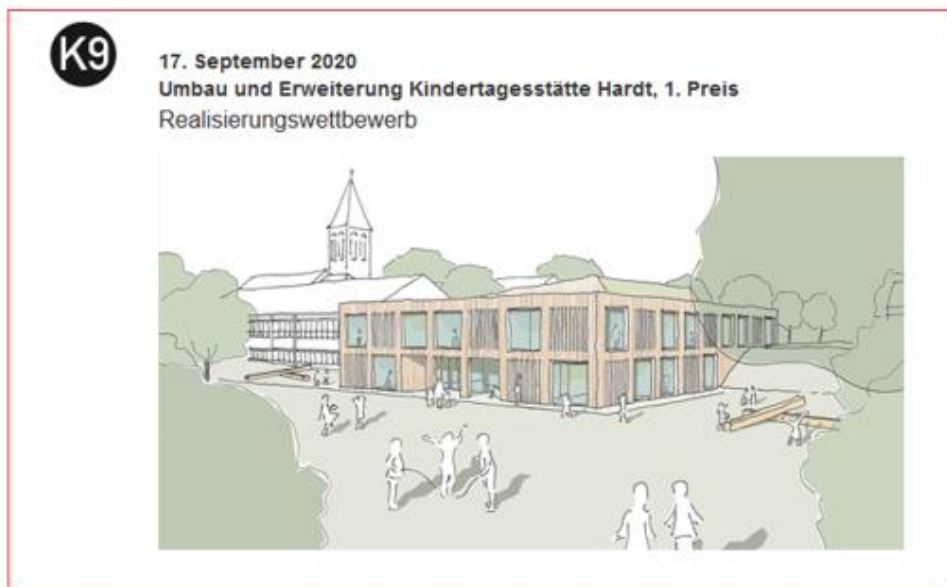 K9
17. September 2020
Umbau und Erweiterung Kindertagesstätte Hardt, 1. Preis
Realisierungswettbewerb